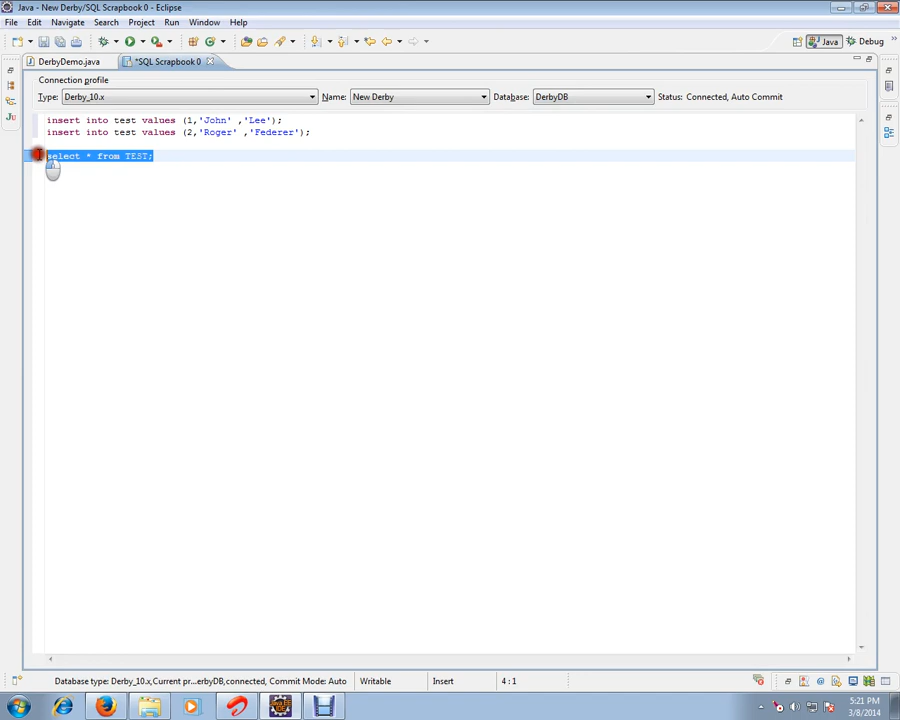 Java - New Derby/SQL Scrapbook 0 - Eclipse
File Edit Navigate Search Project Run Window Help
Java Debug
DerbyDemo.java *SQL Scrapbook 0
Connection profile
Type: Derby_10.x Name: New Derby Database: DerbyDB Status: Connected, Auto Commit
insert into test values (1,'John' ,'Lee');
insert into test values (2,'Roger' ,'Federer');
select * from TEST;
Database type: Derby_10.x,Current pr...erbyDB,connected, Commit Mode: Auto Writable Insert 4 : 1
5:21 PM
3/8/2014